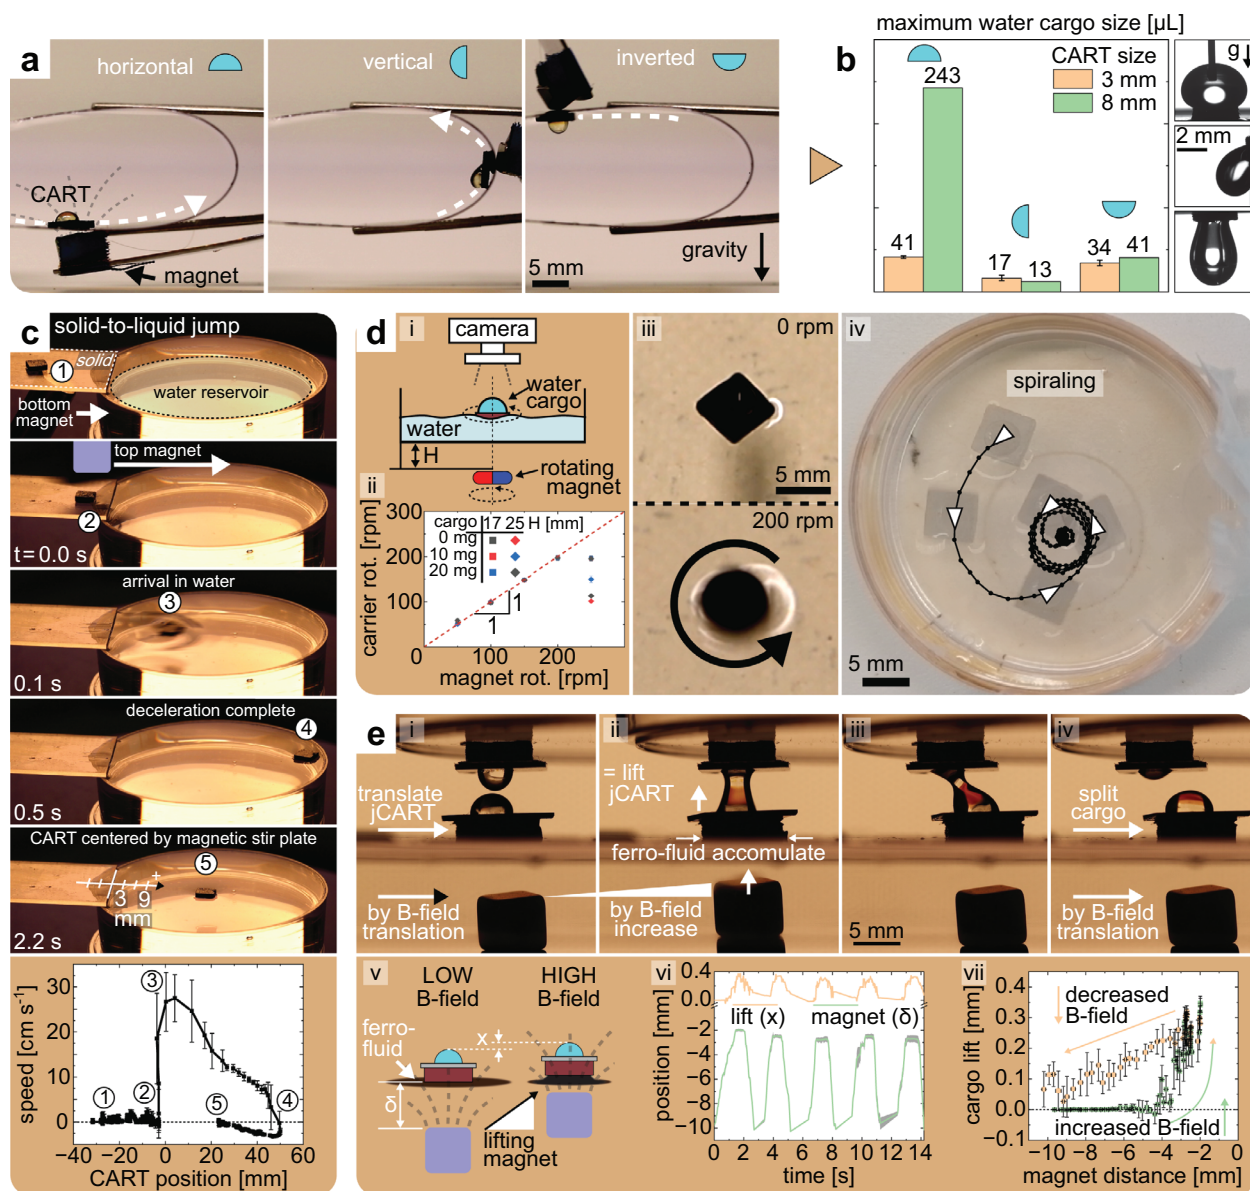 a
horizontal
vertical
inverted
CART
magnet
gravity
5 mm
b
maximum water cargo size [µL]
CART size
3 mm
8 mm
243
41
17
13
34
41
g
2 mm
c
solid-to-liquid jump
solid
1
water reservoir
bottom
magnet
top magnet
2
t = 0.0 s
arrival in water
3
0.1 s
deceleration complete
4
0.5 s
CART centered by magnetic stir plate
5
+
3 9
mm
2.2 s
speed [cm s⁻¹]
30
20
10
0
1
2
3
4
5
−40 −20 0 20 40 60
CART position [mm]
d
i
camera
water
cargo
water
H
rotating
magnet
ii
carrier rot. [rpm]
300
200
100
0
cargo 17 25 H [mm]
0 mg
10 mg
20 mg
1
1
100 200
magnet rot. [rpm]
iii
0 rpm
5 mm
200 rpm
iv
spiraling
5 mm
e
i
translate
jCART
by B-field
translation
ii
= lift
jCART
ferro-fluid accomulate
by B-field
increase
iii
5 mm
iv
split
cargo
by B-field
translation
v
LOW
B-field
HIGH
B-field
ferro-
fluid
x
δ
lifting
magnet
vi
position [mm]
0.4
0.0
−2
−4
−6
−8
−10
lift (x)
magnet (δ)
0 2 4 6 8 10 12 14
time [s]
vii
cargo lift [mm]
0.4
0.3
0.2
0.1
0.0
−0.1
decreased
B-field
increased B-field
−10 −8 −6 −4 −2 0
magnet distance [mm]